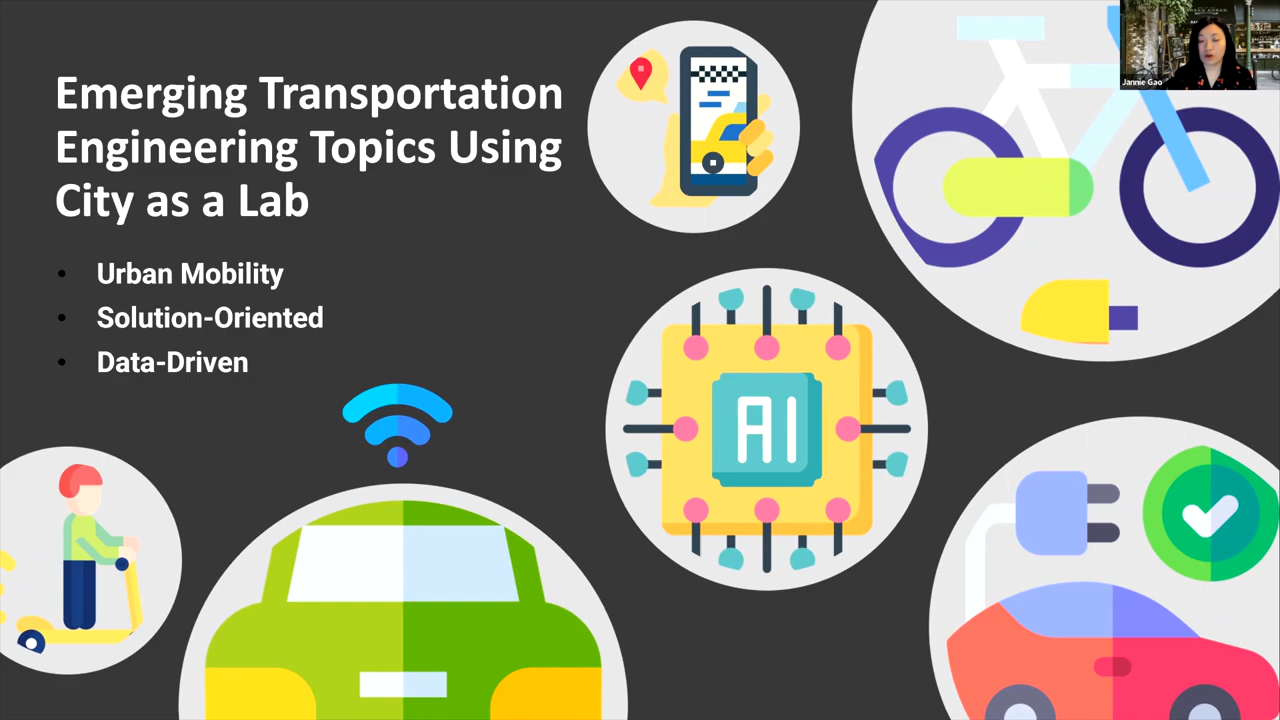 Emerging Transportation
Engineering Topics Using
City as a Lab
• Urban Mobility
• Solution-Oriented
• Data-Driven
AI
Jannie Gao